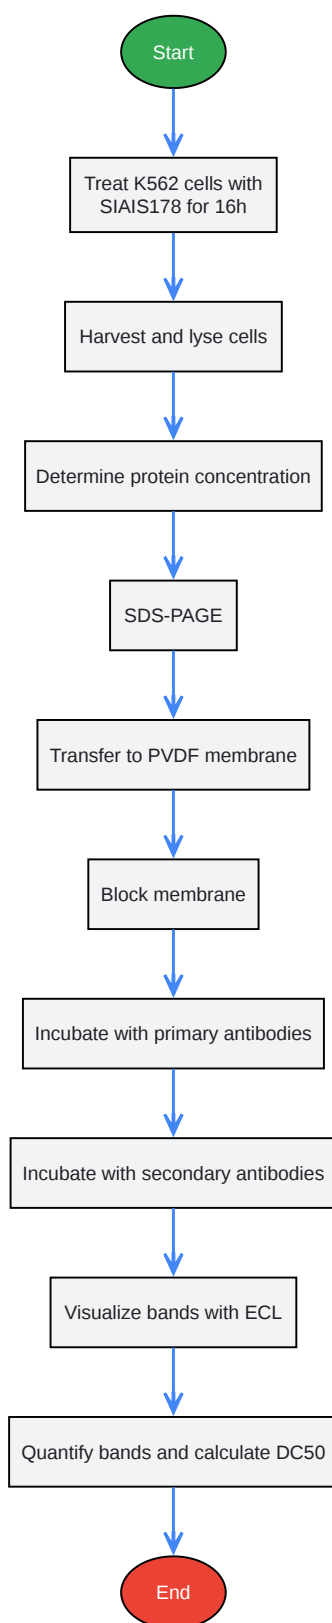 Start
Treat K562 cells with
SIAIS178 for 16h
Harvest and lyse cells
Determine protein concentration
SDS-PAGE
Transfer to PVDF membrane
Block membrane
Incubate with primary antibodies
Incubate with secondary antibodies
Visualize bands with ECL
Quantify bands and calculate DC50
End